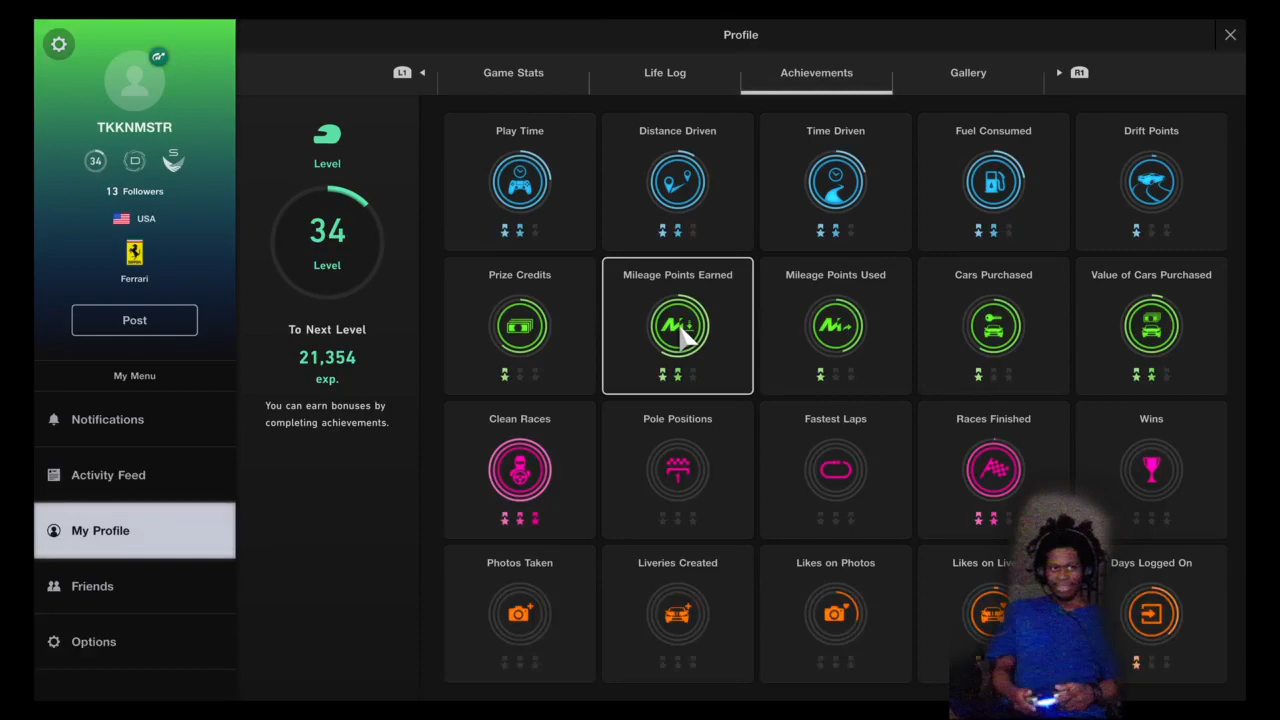 Profile
L1
Game Stats
Life Log
Achievements
Gallery
R1
TKKNMSTR
34
D
S
13 Followers
USA
Ferrari
Post
My Menu
Notifications
Activity Feed
My Profile
Friends
Options
Level
34
Level
To Next Level
21,354
exp.
You can earn bonuses by
completing achievements.
Play Time
Distance Driven
Time Driven
Fuel Consumed
Drift Points
Prize Credits
Mileage Points Earned
Mileage Points Used
Cars Purchased
Value of Cars Purchased
Clean Races
Pole Positions
1
Fastest Laps
Races Finished
Wins
Photos Taken
Liveries Created
Likes on Photos
Likes on
Days Logged On